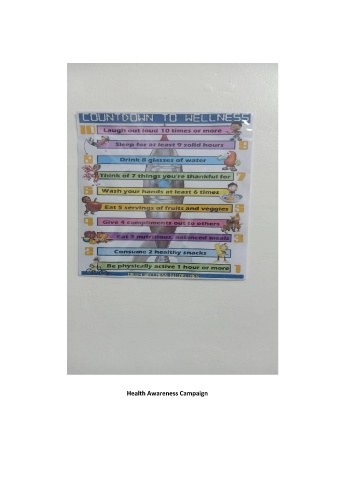 COUNTDOWN TO WELLNESS
10 Laugh out loud 10 times or more
Sleep for at least 9 solid hours 9
8 Drink 8 glasses of water
Think of 7 things you're thankful for 7
6 Wash your hands at least 6 times
Eat 5 servings of fruits and veggies 5
4 Give 4 compliments out to others
Eat 3 nutritious, balanced meals 3
2 Consume 2 healthy snacks
Be physically active 1 hour or more 1
Health Awareness Campaign